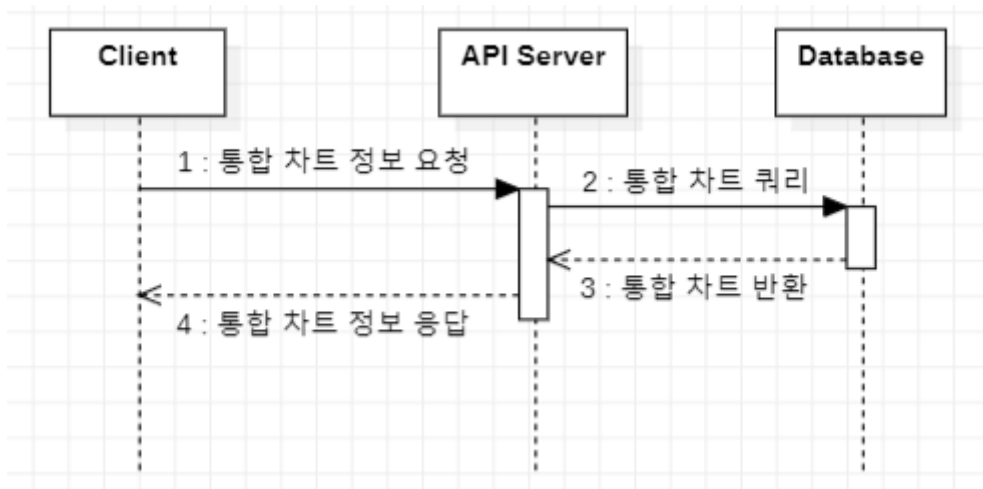 Client
API Server
Database
1 : 통합 차트 정보 요청
2 : 통합 차트 쿼리
3 : 통합 차트 반환
4 : 통합 차트 정보 응답